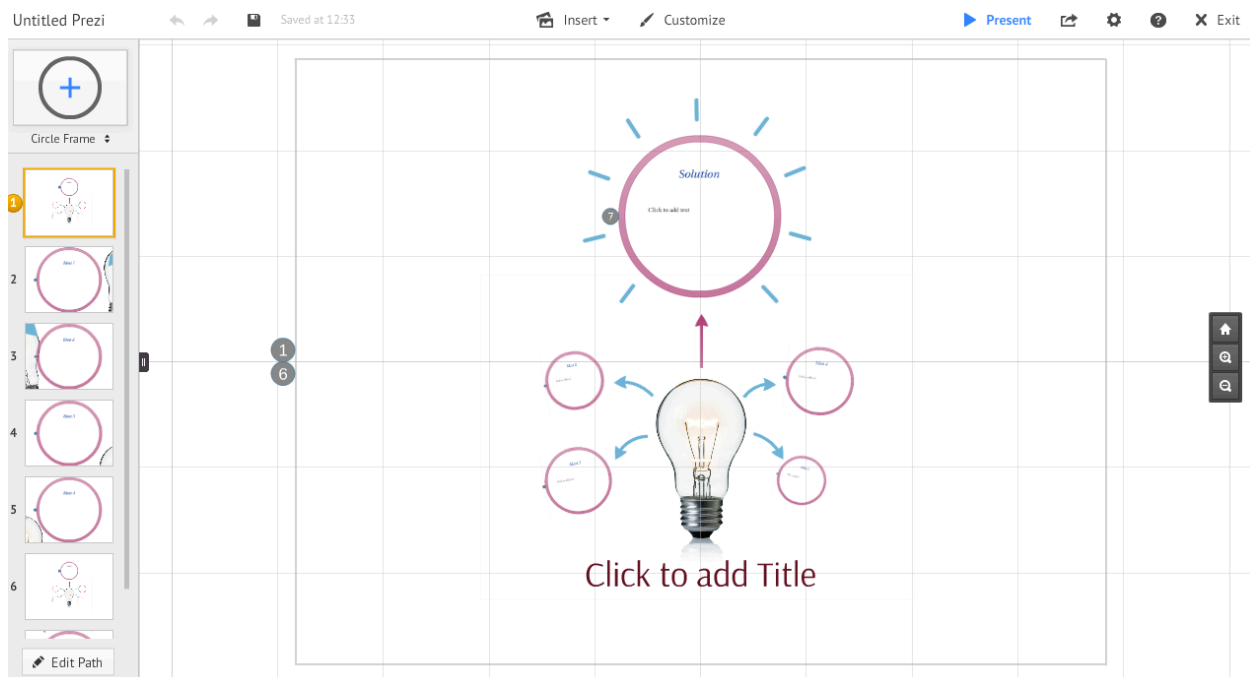 Untitled Prezi
Saved at 12:33
Insert
Customize
Present
Exit
Circle Frame
1
2
3
4
5
6
Edit Path
Solution
Click to add text
7
1
6
Click to add Title